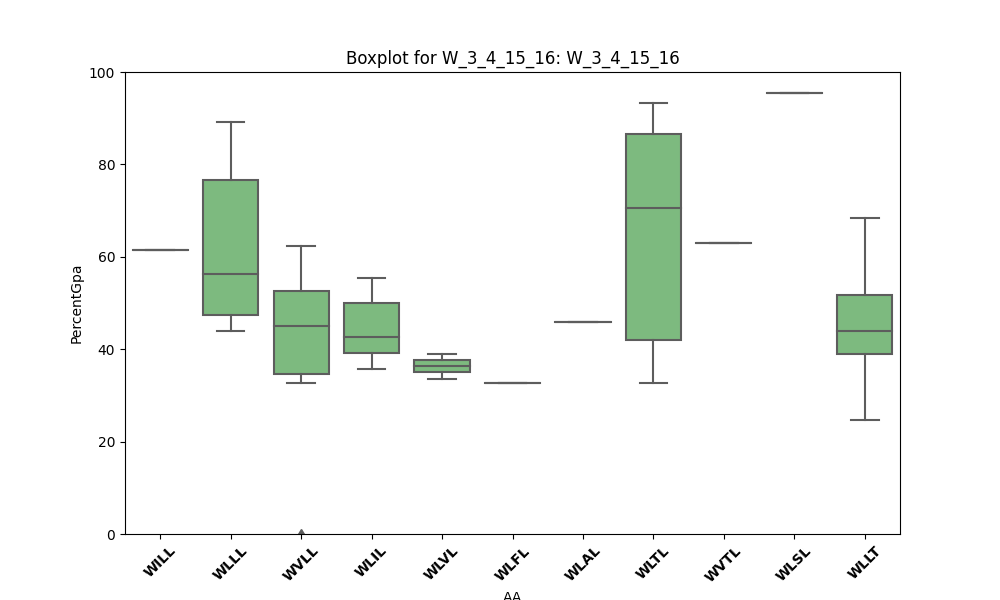 Boxplot for W_3_4_15_16: W_3_4_15_16
100
80
60
40
20
0
PercentGpa
WILL
WLLL
WVLL
WLIL
WLVL
WLFL
WLAL
WLTL
WVTL
WLSL
WLLT
AA